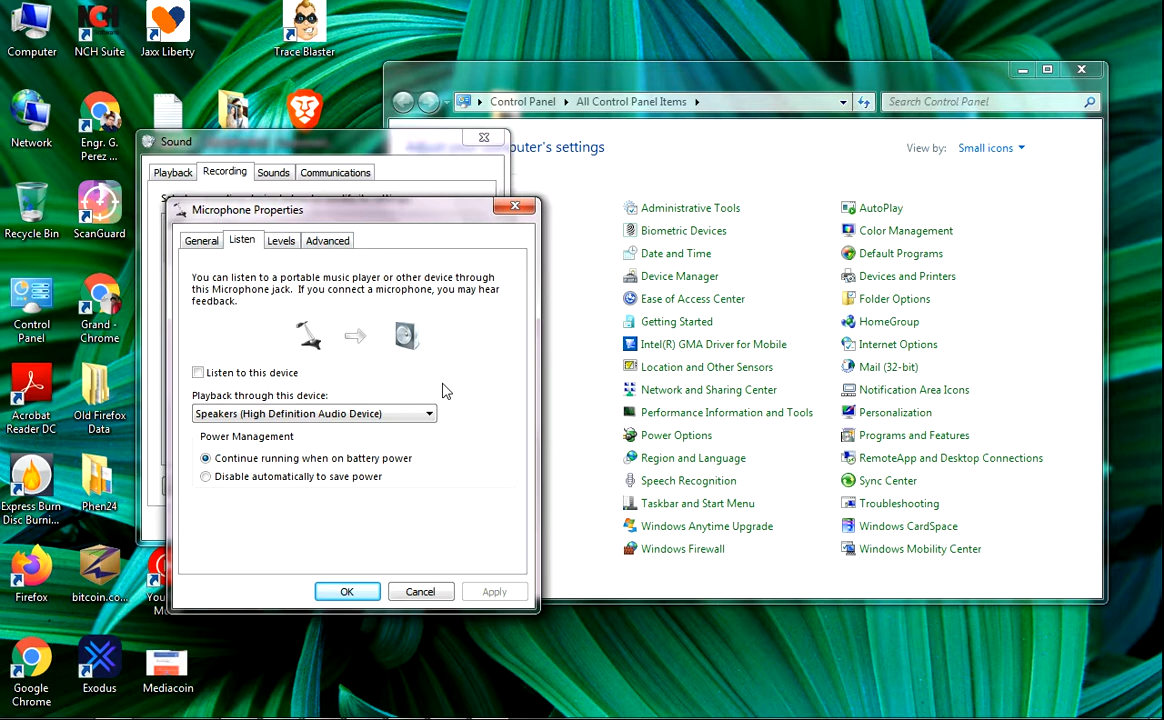 Computer
NCH Suite
Jaxx Liberty
Trace Blaster
Network
Engr. G.
Perez ...
Recycle Bin
ScanGuard
Control
Panel
Grand -
Chrome
Acrobat
Reader DC
Old Firefox
Data
Express Burn
Disc Burni...
Phen24
Firefox
bitcoin.co...
Google
Chrome
Exodus
Mediacoin
Sound
Playback
Recording
Sounds
Communications
Microphone Properties
General
Listen
Levels
Advanced
You can listen to a portable music player or other device through
this Microphone jack. If you connect a microphone, you may hear
feedback.
Listen to this device
Playback through this device:
Speakers (High Definition Audio Device)
Power Management
Continue running when on battery power
Disable automatically to save power
OK
Cancel
Apply
Control Panel
All Control Panel Items
Search Control Panel
computer's settings
View by:
Small icons
Administrative Tools
AutoPlay
Biometric Devices
Color Management
Date and Time
Default Programs
Device Manager
Devices and Printers
Ease of Access Center
Folder Options
Getting Started
HomeGroup
Intel(R) GMA Driver for Mobile
Internet Options
Location and Other Sensors
Mail (32-bit)
Network and Sharing Center
Notification Area Icons
Performance Information and Tools
Personalization
Power Options
Programs and Features
Region and Language
RemoteApp and Desktop Connections
Speech Recognition
Sync Center
Taskbar and Start Menu
Troubleshooting
Windows Anytime Upgrade
Windows CardSpace
Windows Firewall
Windows Mobility Center